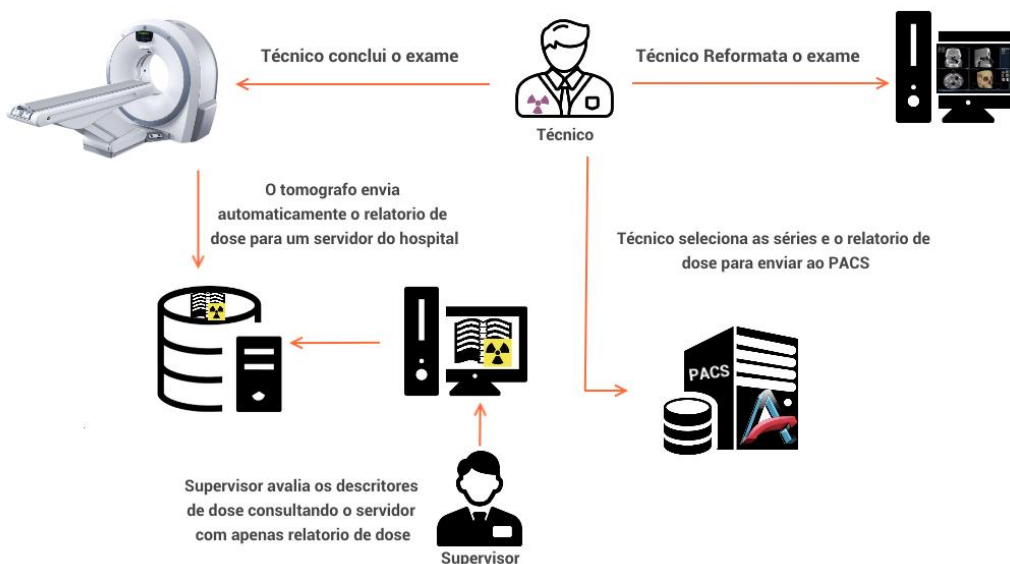 Técnico conclui o exame
Técnico Reformata o exame
Técnico
O tomografo envia
automaticamente o relatorio de
dose para um servidor do hospital
Técnico seleciona as séries e o relatorio de
dose para enviar ao PACS
PACS
Supervisor avalia os descritores
de dose consultando o servidor
com apenas relatorio de dose
Supervisor